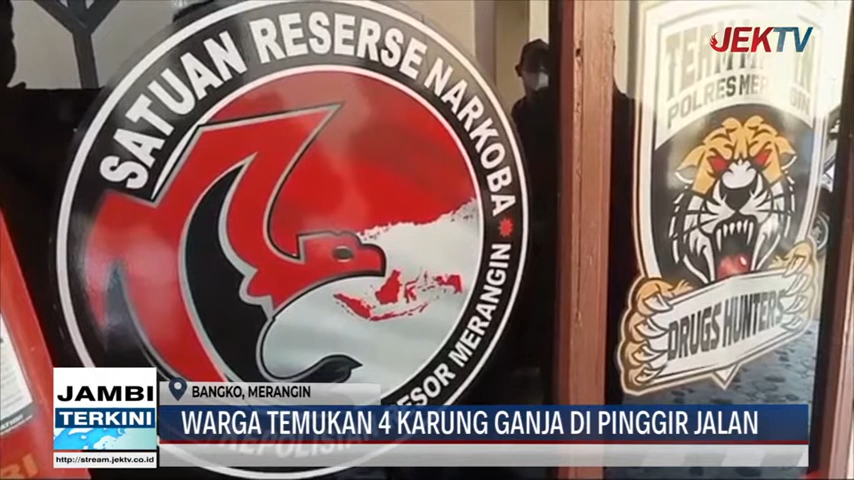 JEKTV
SATUAN RESERSE NARKOBA
RESOR MERANGIN
POLRES MERANGIN
DRUGS HUNTERS
JAMBI
TERKINI
http://stream.jektv.co.id
BANGKO, MERANGIN
WARGA TEMUKAN 4 KARUNG GANJA DI PINGGIR JALAN